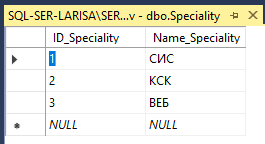 SQL-SER-LARISA\SER...v - dbo.Speciality
ID_Speciality Name_Speciality
1 СИС
2 КСК
3 ВЕБ
NULL NULL